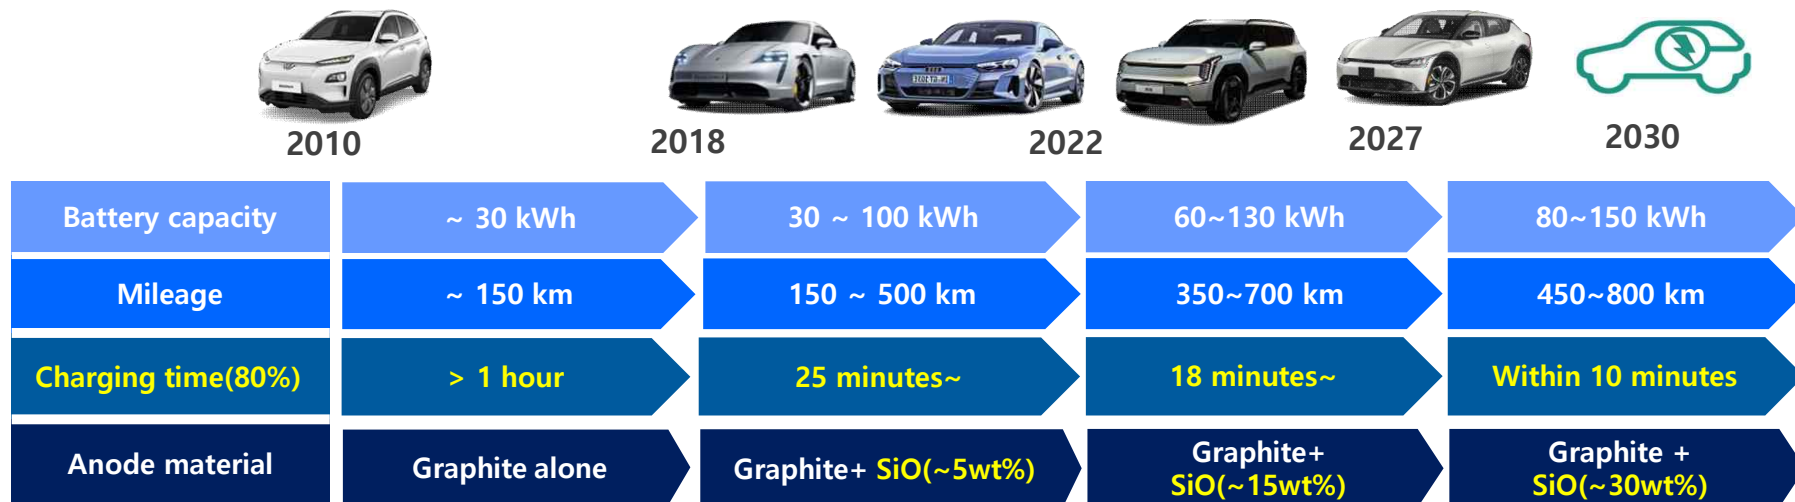 2010
2018
2022
2027
2030
Battery capacity
~ 30 kWh
30 ~ 100 kWh
60~130 kWh
80~150 kWh
Mileage
~ 150 km
150 ~ 500 km
350~700 km
450~800 km
Charging time(80%)
> 1 hour
25 minutes~
18 minutes~
Within 10 minutes
Anode material
Graphite alone
Graphite+ SiO(~5wt%)
Graphite+
SiO(~15wt%)
Graphite +
SiO(~30wt%)